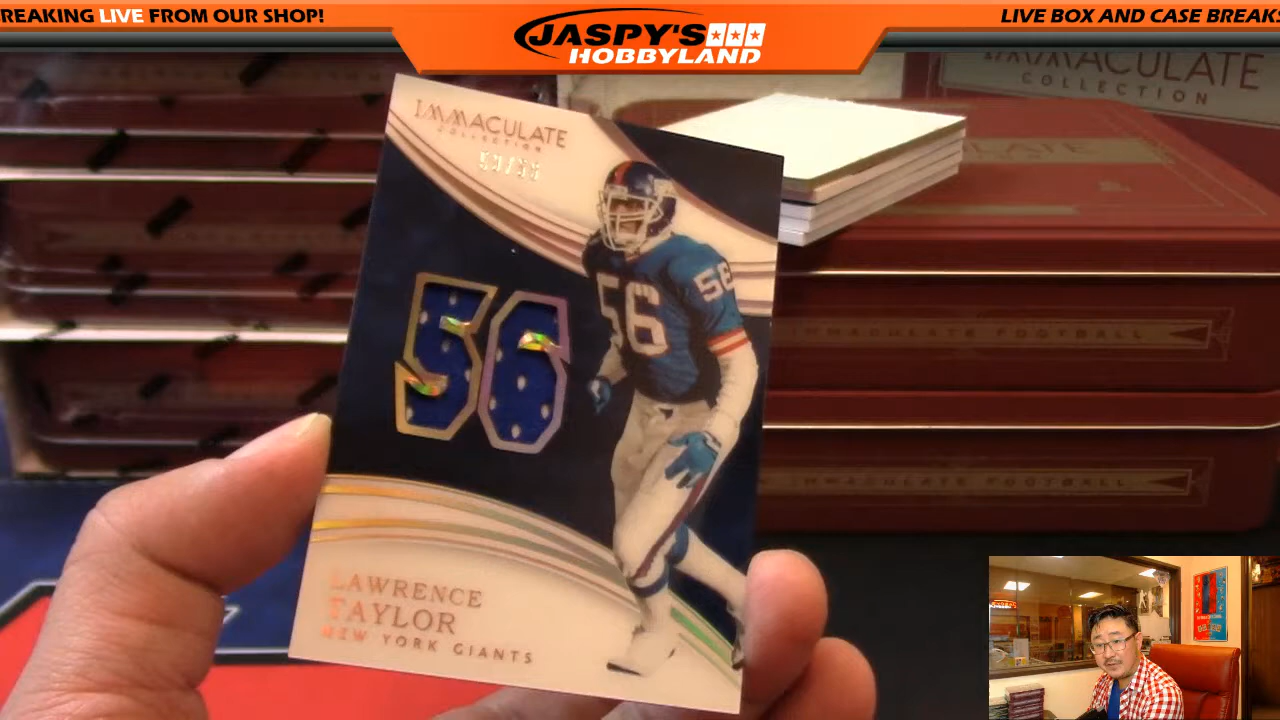 REAKING LIVE FROM OUR SHOP!
JASPY'S
HOBBYLAND
LIVE BOX AND CASE BREAKS
IMMACULATE
COLLECTION
IMMACULATE
COLLECTION
56
56
56
IMMACULATE FOOTBALL
IMMACULATE FOOTBALL
LAWRENCE
TAYLOR
NEW YORK GIANTS